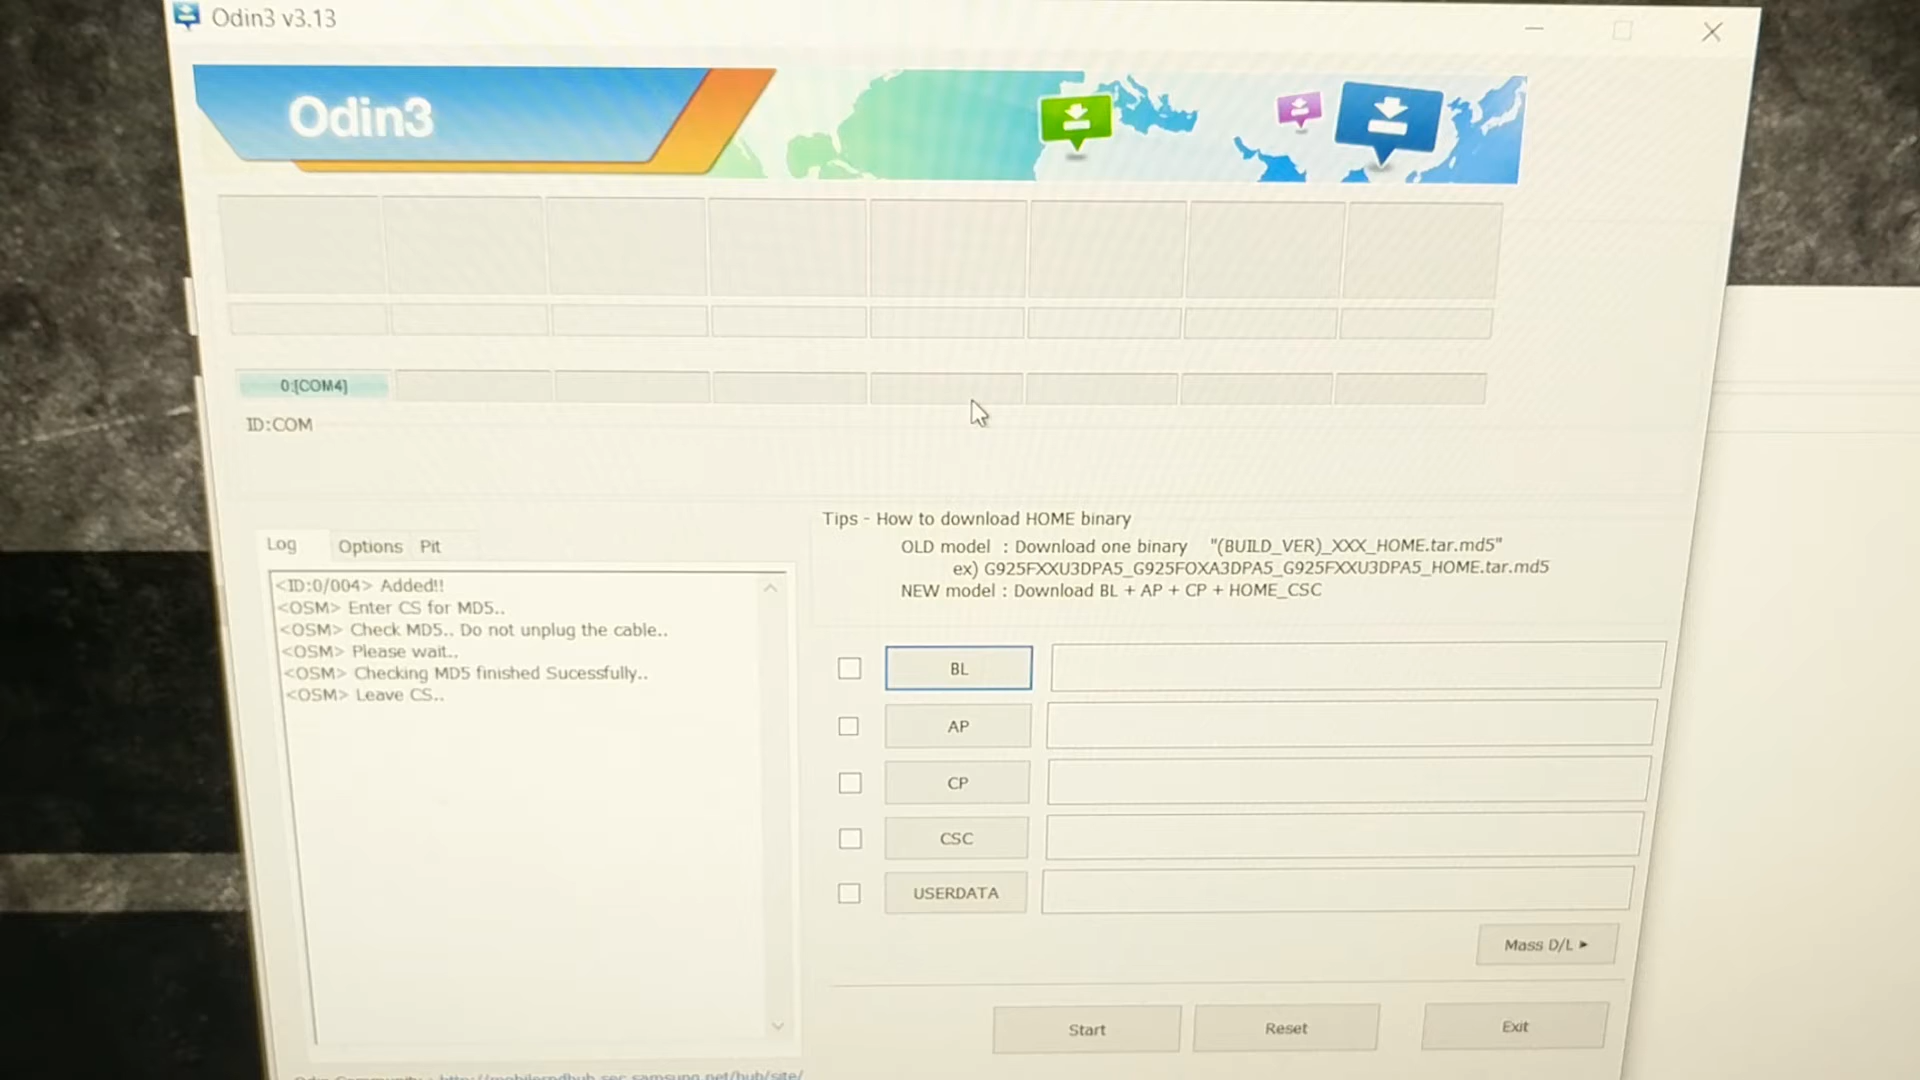 Odin3 v3.13
Odin3
0:[COM4]
ID:COM
Log
Options
Pit
<ID:0/004> Added!!
<OSM> Enter CS for MD5..
<OSM> Check MD5.. Do not unplug the cable..
<OSM> Please wait..
<OSM> Checking MD5 finished Sucessfully..
<OSM> Leave CS..
Tips - How to download HOME binary
OLD model : Download one binary "(BUILD_VER)_XXX_HOME.tar.md5"
ex) G925FXXU3DPA5_G925FOXA3DPA5_G925FXXU3DPA5_HOME.tar.md5
NEW model : Download BL + AP + CP + HOME_CSC
BL
AP
CP
CSC
USERDATA
Mass D/L
Start
Reset
Exit